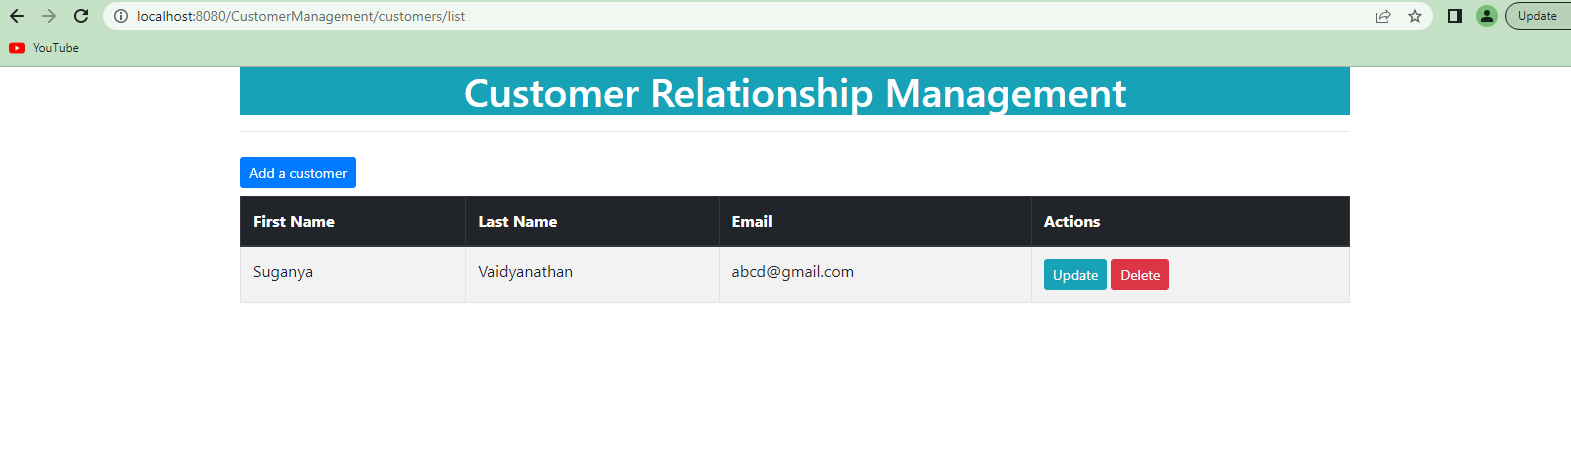 localhost:8080/CustomerManagement/customers/list
Update
YouTube
Customer Relationship Management
Add a customer
First Name Last Name Email Actions
Suganya Vaidyanathan abcd@gmail.com Update Delete